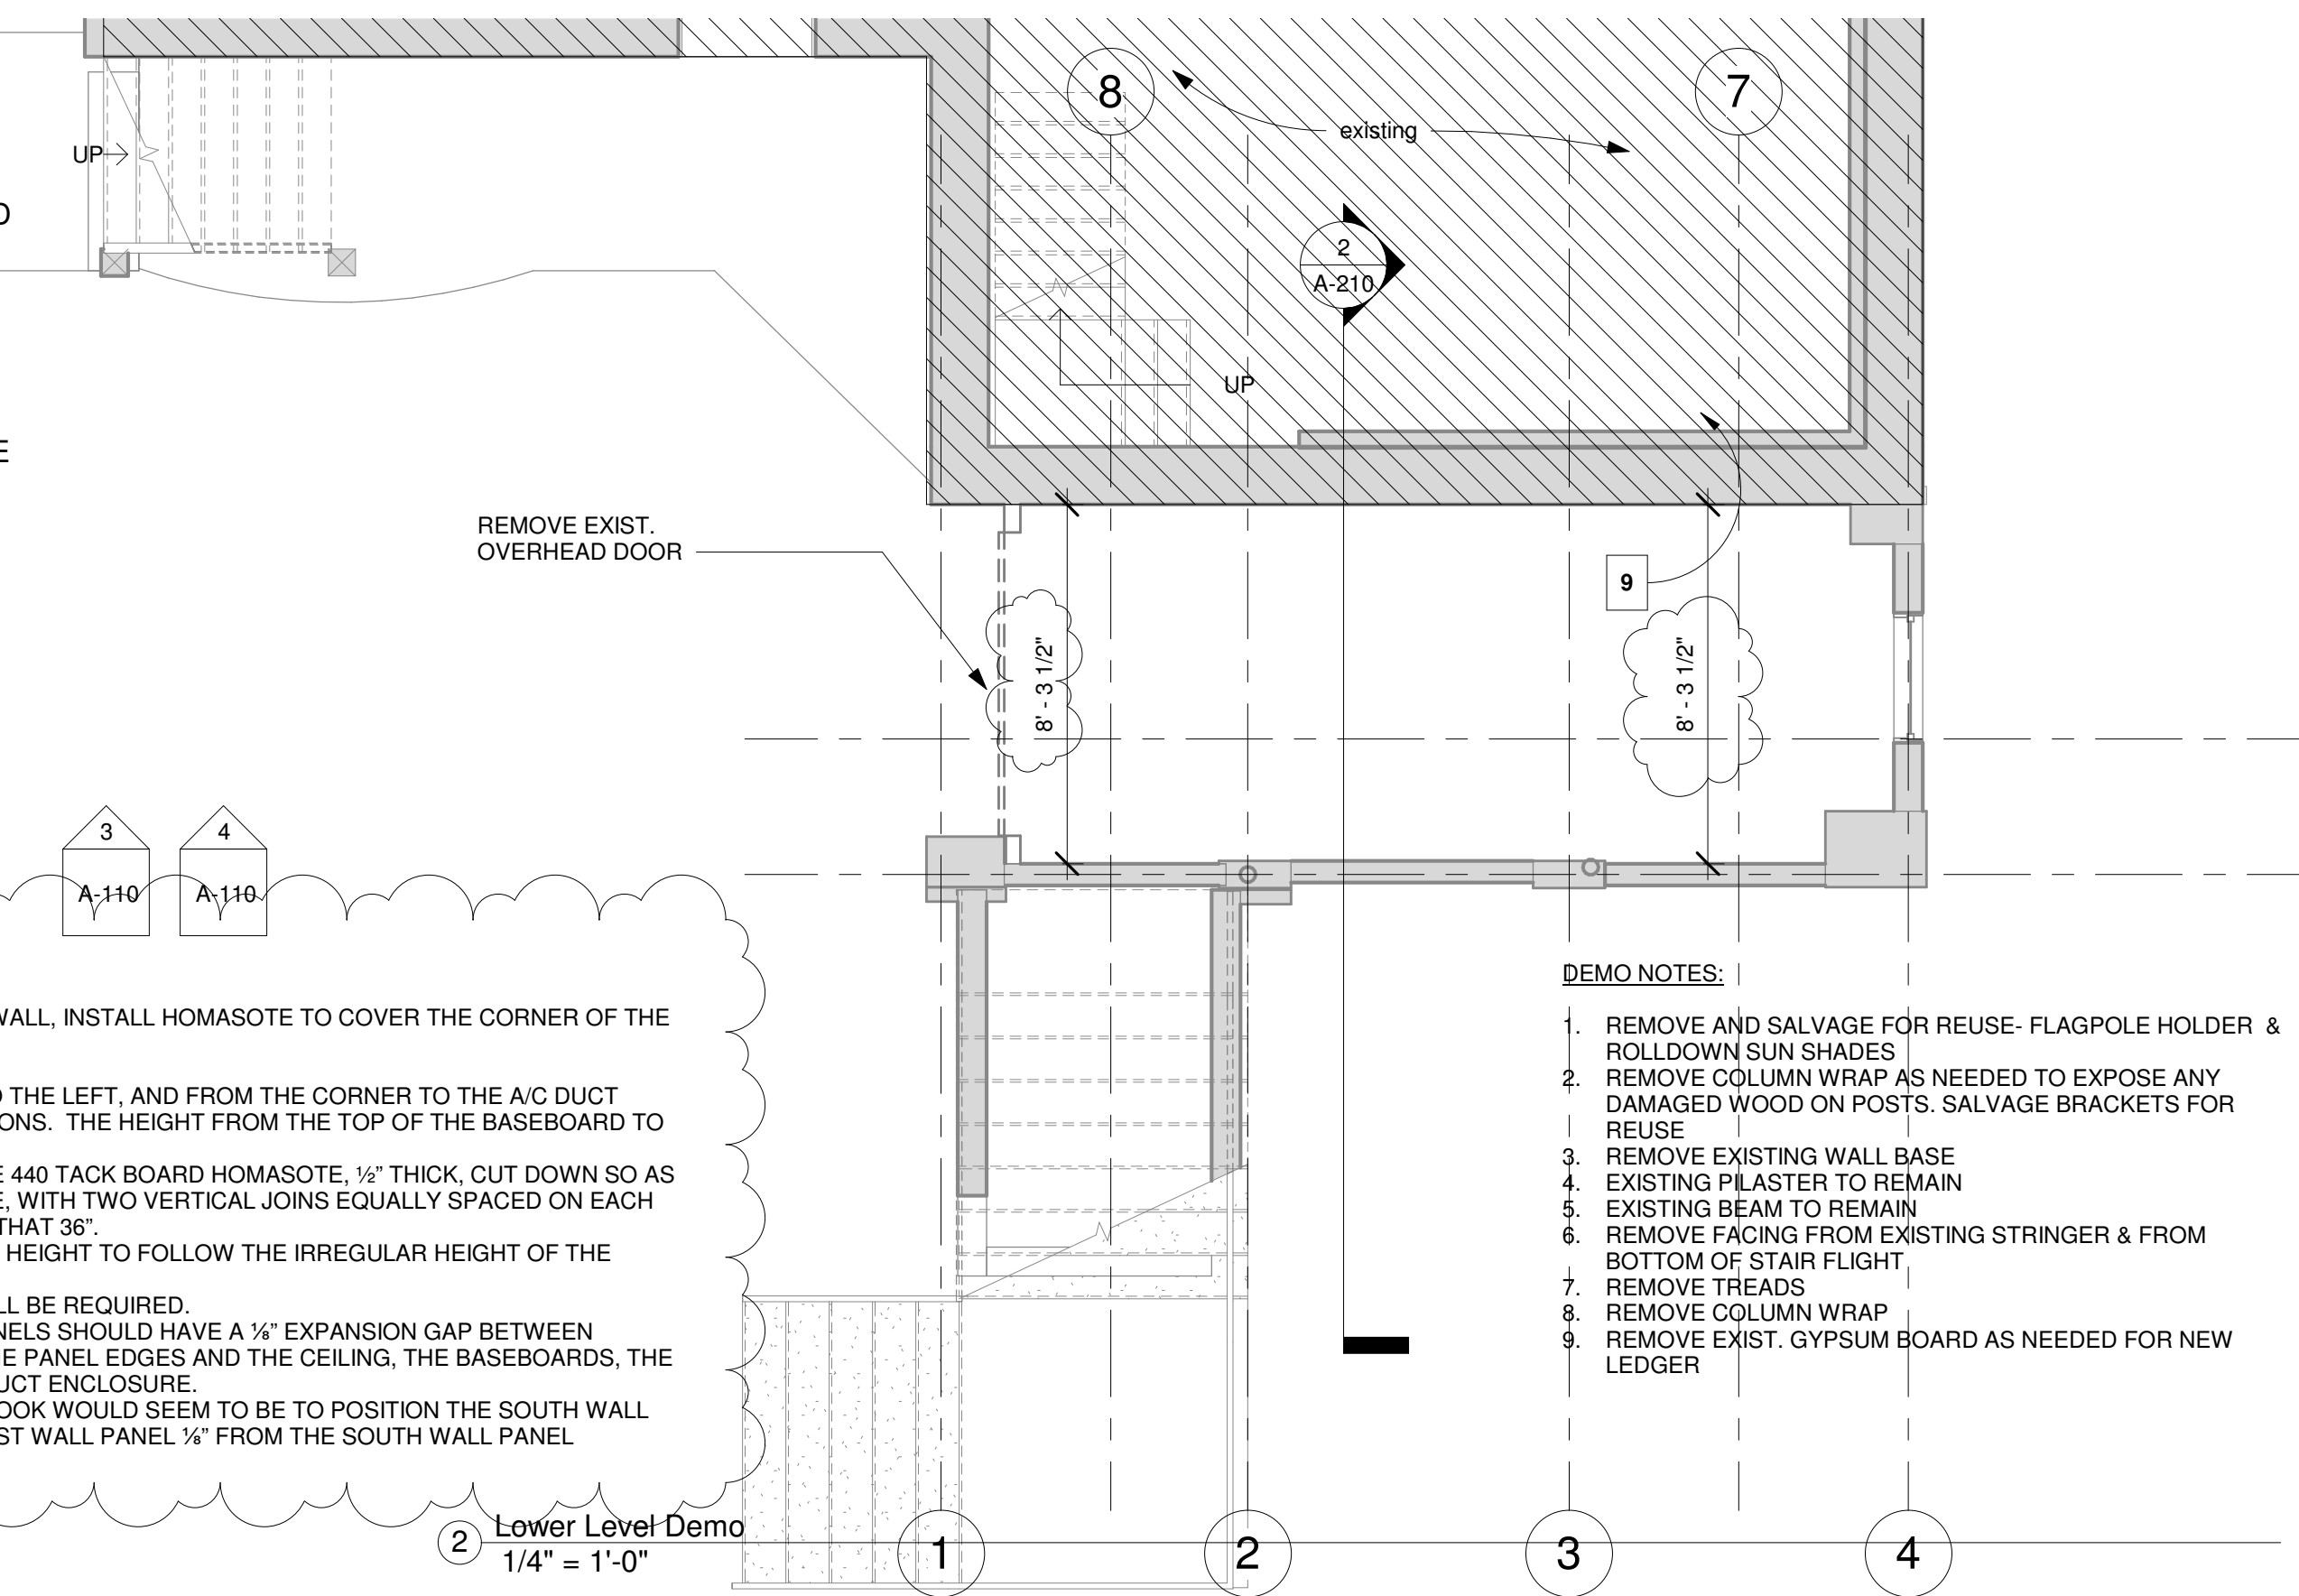 8
7
existing
UP
2
A-210
UP
REMOVE EXIST.
OVERHEAD DOOR
9
8' - 3 1/2"
8' - 3 1/2"
3
A-110
4
A-110
WALL, INSTALL HOMASOTE TO COVER THE CORNER OF THE
THE LEFT, AND FROM THE CORNER TO THE A/C DUCT
ONS. THE HEIGHT FROM THE TOP OF THE BASEBOARD TO
E 440 TACK BOARD HOMASOTE, ½” THICK, CUT DOWN SO AS
E, WITH TWO VERTICAL JOINS EQUALLY SPACED ON EACH
THAT 36”.
HEIGHT TO FOLLOW THE IRREGULAR HEIGHT OF THE
LL BE REQUIRED.
NELS SHOULD HAVE A ⅛” EXPANSION GAP BETWEEN
E PANEL EDGES AND THE CEILING, THE BASEBOARDS, THE
UCT ENCLOSURE.
OOK WOULD SEEM TO BE TO POSITION THE SOUTH WALL
ST WALL PANEL ⅛” FROM THE SOUTH WALL PANEL
DEMO NOTES:
1. REMOVE AND SALVAGE FOR REUSE- FLAGPOLE HOLDER &
ROLLDOWN SUN SHADES
2. REMOVE COLUMN WRAP AS NEEDED TO EXPOSE ANY
DAMAGED WOOD ON POSTS. SALVAGE BRACKETS FOR
REUSE
3. REMOVE EXISTING WALL BASE
4. EXISTING PILASTER TO REMAIN
5. EXISTING BEAM TO REMAIN
6. REMOVE FACING FROM EXISTING STRINGER & FROM
BOTTOM OF STAIR FLIGHT
7. REMOVE TREADS
8. REMOVE COLUMN WRAP
9. REMOVE EXIST. GYPSUM BOARD AS NEEDED FOR NEW
LEDGER
2
Lower Level Demo
1/4" = 1'-0"
1
2
3
4